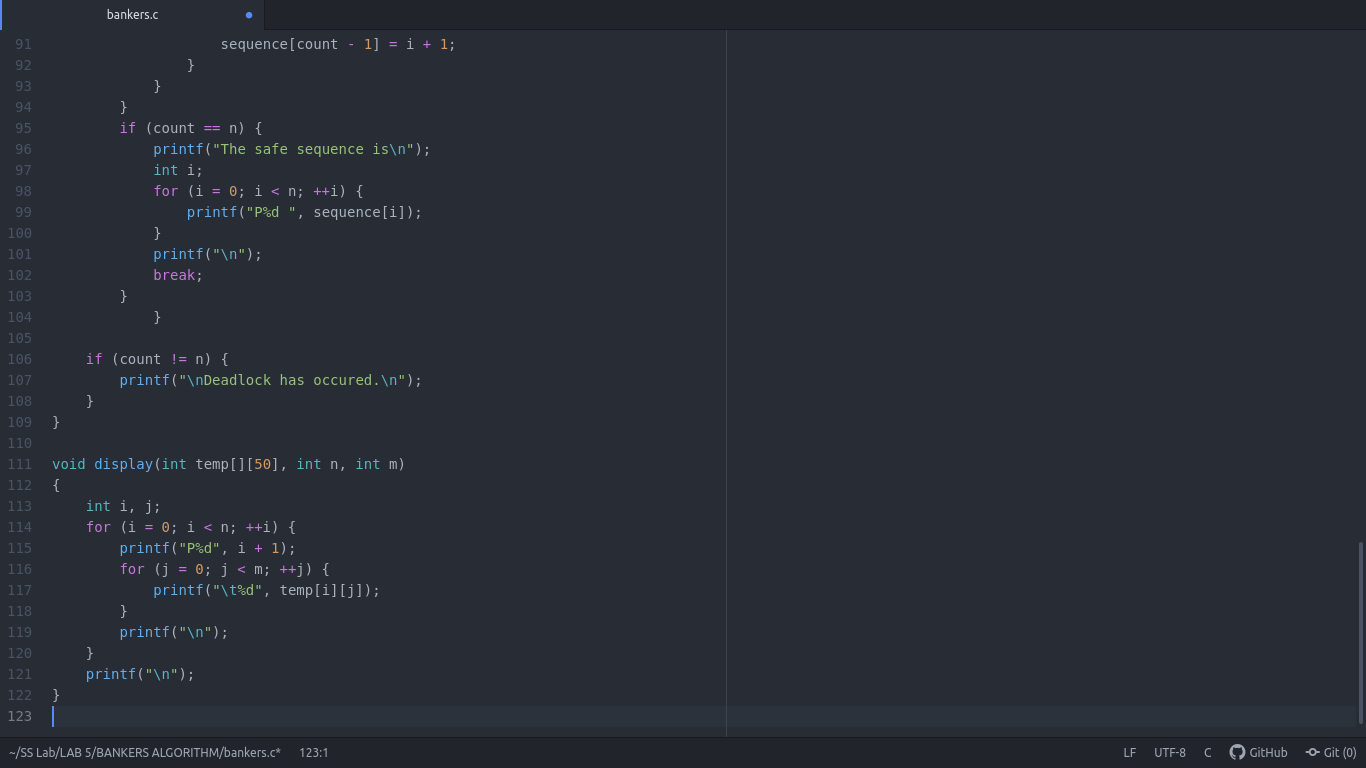 bankers.c
91                     sequence[count - 1] = i + 1;
92                 }
93             }
94         }
95         if (count == n) {
96             printf("The safe sequence is\n");
97             int i;
98             for (i = 0; i < n; ++i) {
99                 printf("P%d ", sequence[i]);
100             }
101             printf("\n");
102             break;
103         }
104             }
105
106     if (count != n) {
107         printf("\nDeadlock has occured.\n");
108     }
109 }
110
111 void display(int temp[][50], int n, int m)
112 {
113     int i, j;
114     for (i = 0; i < n; ++i) {
115         printf("P%d", i + 1);
116         for (j = 0; j < m; ++j) {
117             printf("\t%d", temp[i][j]);
118         }
119         printf("\n");
120     }
121     printf("\n");
122 }
123
~/SS Lab/LAB 5/BANKERS ALGORITHM/bankers.c* 123:1 LF UTF-8 C GitHub Git (0)